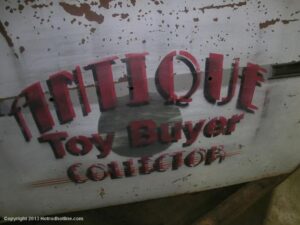 ANTIQUE
Toy Buyer
COLLECTOR
Copyright 2013 Hotrodhotline.com